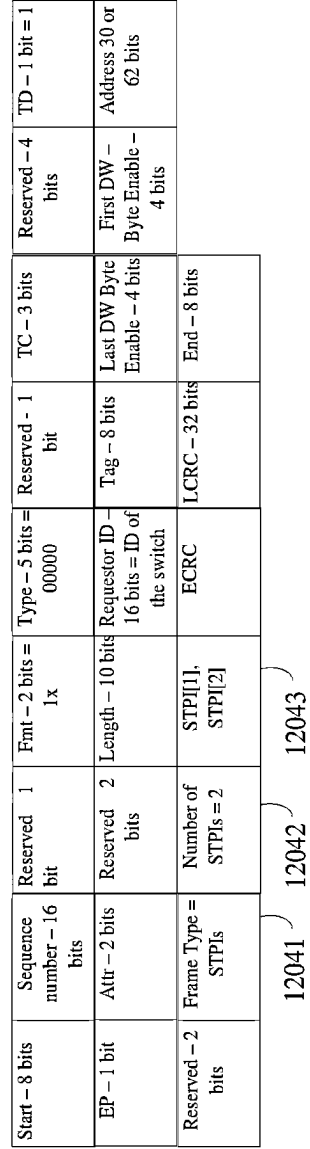 Start – 8 bits
Sequence
number – 16
bits
Reserved 1
bit
Fmt – 2 bits =
1x
Type – 5 bits =
00000
Reserved - 1
bit
TC – 3 bits
Reserved – 4
bits
TD – 1 bit = 1
EP – 1 bit
Attr – 2 bits
Reserved 2
bits
Length – 10 bits
Requestor ID –
16 bits = ID of
the switch
Tag – 8 bits
Last DW Byte
Enable – 4 bits
First DW –
Byte Enable –
4 bits
Address 30 or
62 bits
Reserved – 2
bits
Frame Type =
STPIs
Number of
STPIs = 2
STPI[1],
STPI[2]
ECRC
LCRC – 32 bits
End – 8 bits
12041
12042
12043